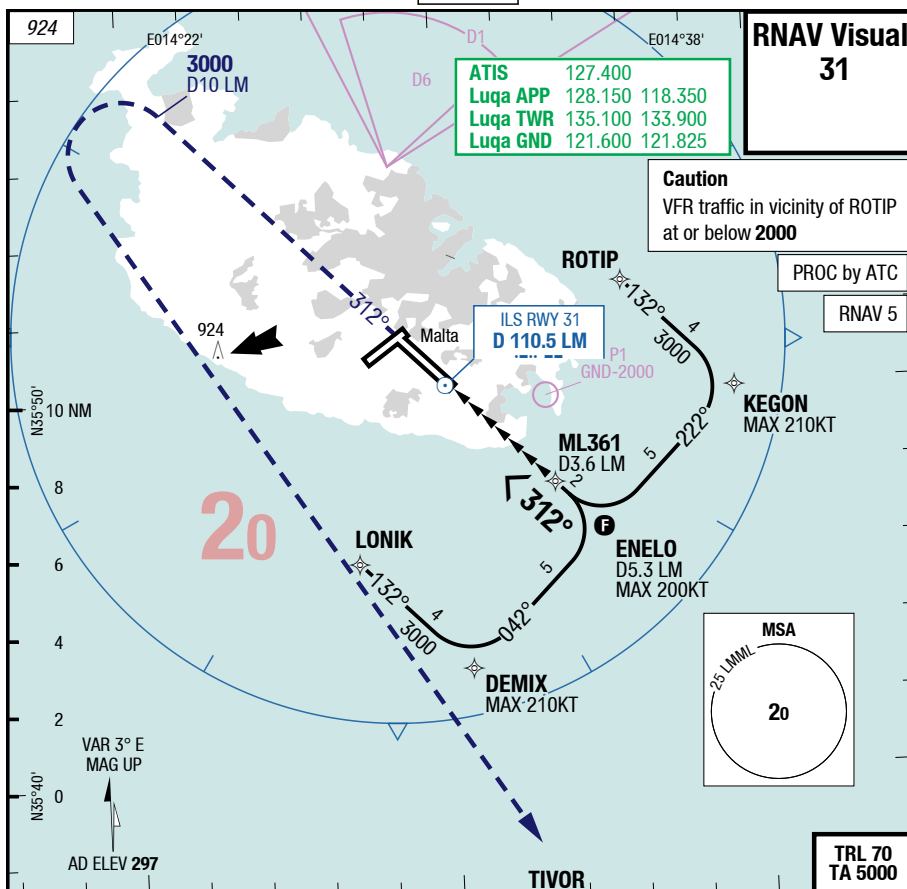 924
E014°22'
E014°38'
RNAV Visual
31
3000
D10 LM
D1
D6
ATIS 127.400
Luqa APP 128.150 118.350
Luqa TWR 135.100 133.900
Luqa GND 121.600 121.825
Caution
VFR traffic in vicinity of ROTIP
at or below 2000
PROC by ATC
RNAV 5
ROTIP
132°
4
3000
312°
924
Malta
ILS RWY 31
D 110.5 LM
P1
GND-2000
KEGON
MAX 210KT
222°
5
N35°50'
10 NM
ML361
D3.6 LM
2
312°
8
F
ENELO
D5.3 LM
MAX 200KT
20
LONIK
6
132°
4
3000
042°
5
4
DEMIX
MAX 210KT
MSA
25 LMML
20
2
VAR 3° E
MAG UP
N35°40'
0
AD ELEV 297
TIVOR
TRL 70
TA 5000